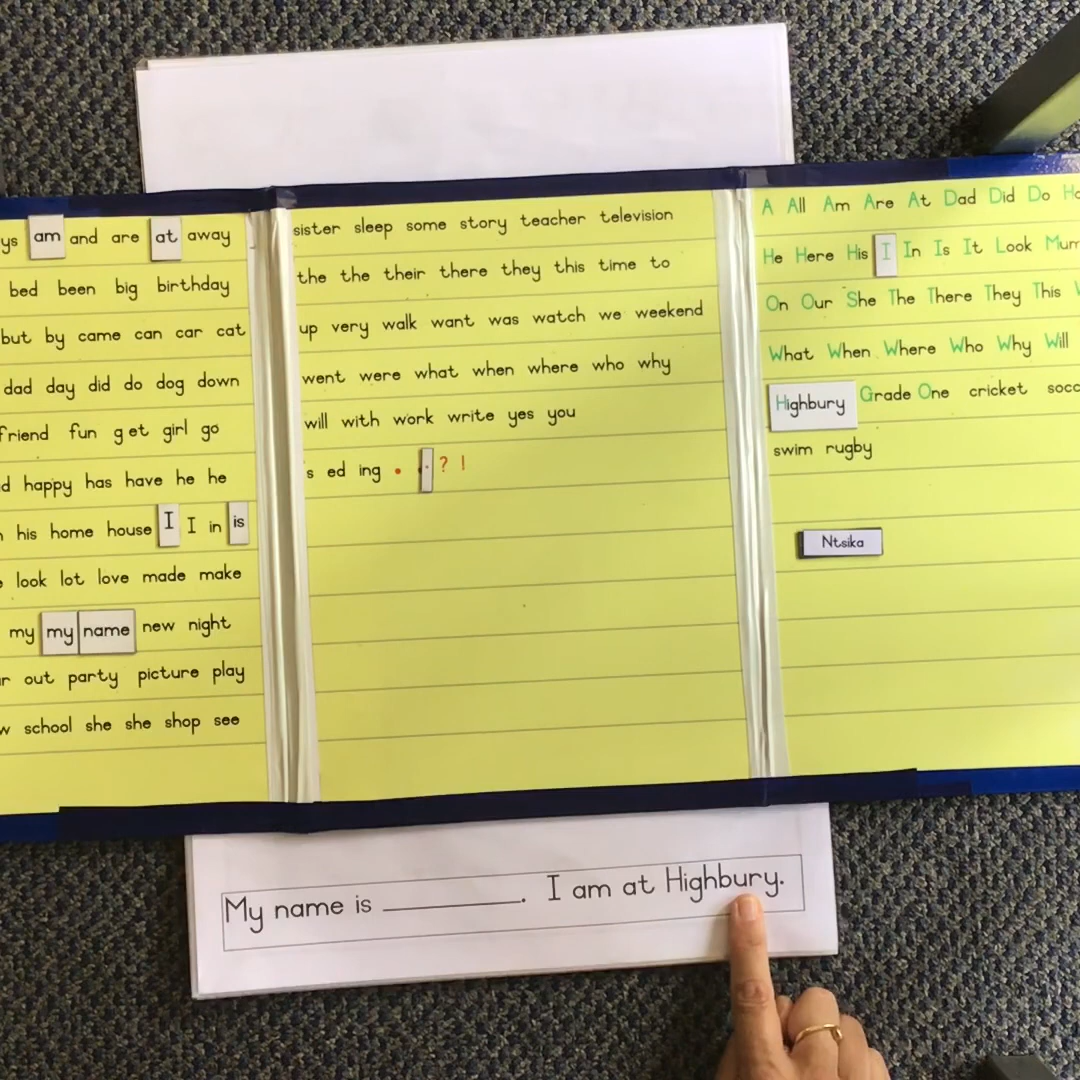 am and are at away
bed been big birthday
but by came can car cat
dad day did do dog down
friend fun get girl go
happy has have he he
his home house I I in is
look lot love made make
my my name new night
out party picture play
school she she shop see
sister sleep some story teacher television
the the their there they this time to
up very walk want was watch we weekend
went were what when where who why
will with work write yes you
s ed ing . . ? !
A All Am Are At Dad Did Do
He Here His I In Is It Look
On Our She The There They This
What When Where Who Why Will
Highbury Grade One cricket
swim rugby
Ntsika
My name is __________. I am at Highbury.